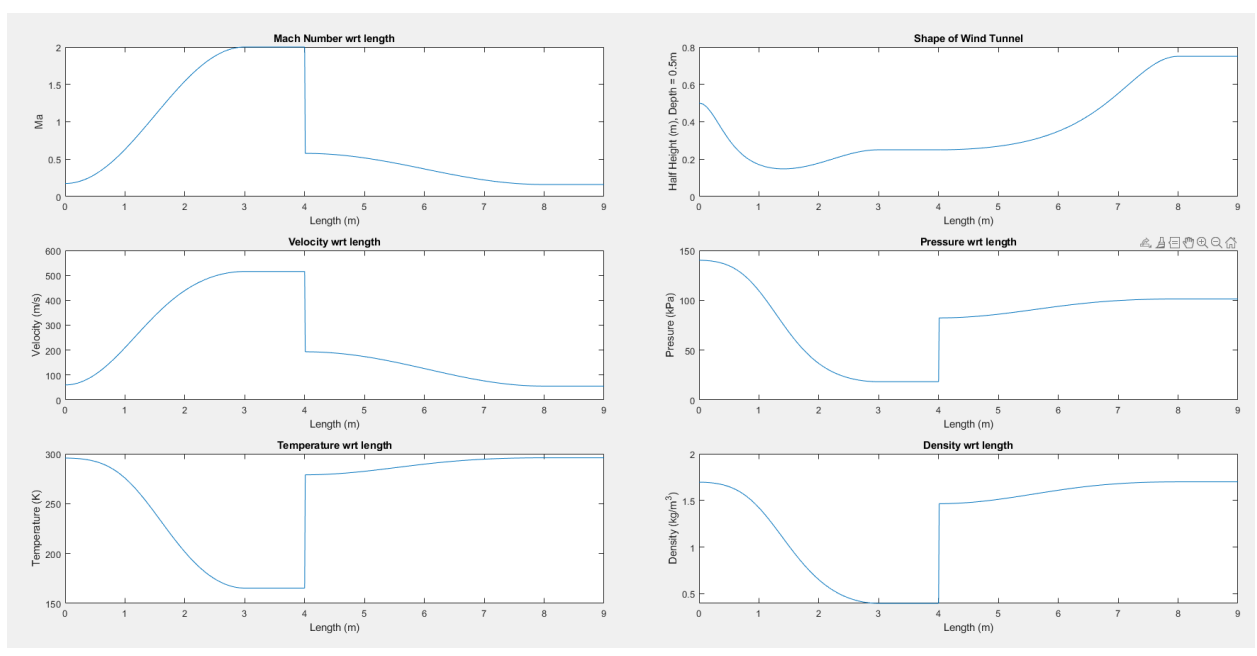 Mach Number wrt length
2
1.5
1
0.5
0
Ma
0 1 2 3 4 5 6 7 8 9
Length (m)
Shape of Wind Tunnel
0.8
0.6
0.4
0.2
0
Half Height (m), Depth = 0.5m
0 1 2 3 4 5 6 7 8 9
Length (m)
Velocity wrt length
600
500
400
300
200
100
0
Velocity (m/s)
0 1 2 3 4 5 6 7 8 9
Length (m)
Pressure wrt length
150
100
50
0
Presure (kPa)
0 1 2 3 4 5 6 7 8 9
Length (m)
Temperature wrt length
300
250
200
150
Temperature (K)
0 1 2 3 4 5 6 7 8 9
Length (m)
Density wrt length
2
1.5
1
0.5
Density (kg/m³)
0 1 2 3 4 5 6 7 8 9
Length (m)